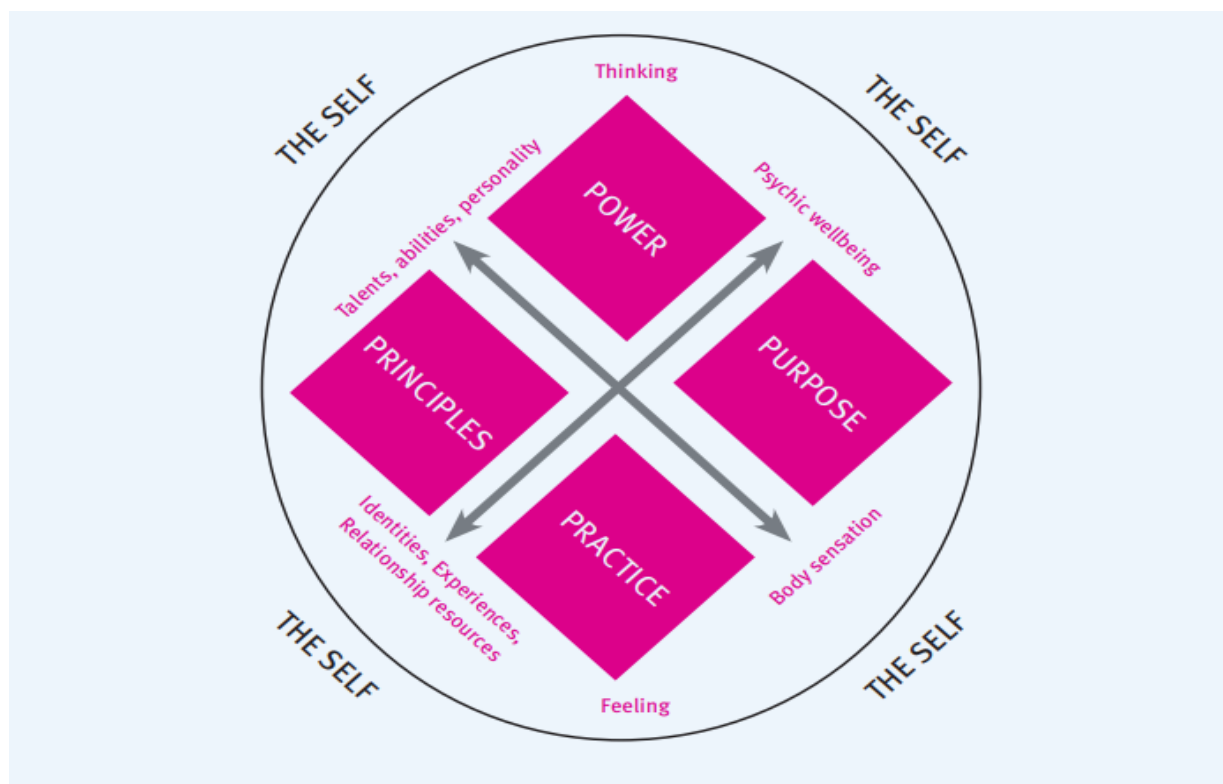 Thinking
THE SELF
THE SELF
Talents, abilities, personality
POWER
Psychic wellbeing
PRINCIPLES
PURPOSE
Identities, Experiences,
Relationship resources
PRACTICE
Body sensation
THE SELF
THE SELF
Feeling